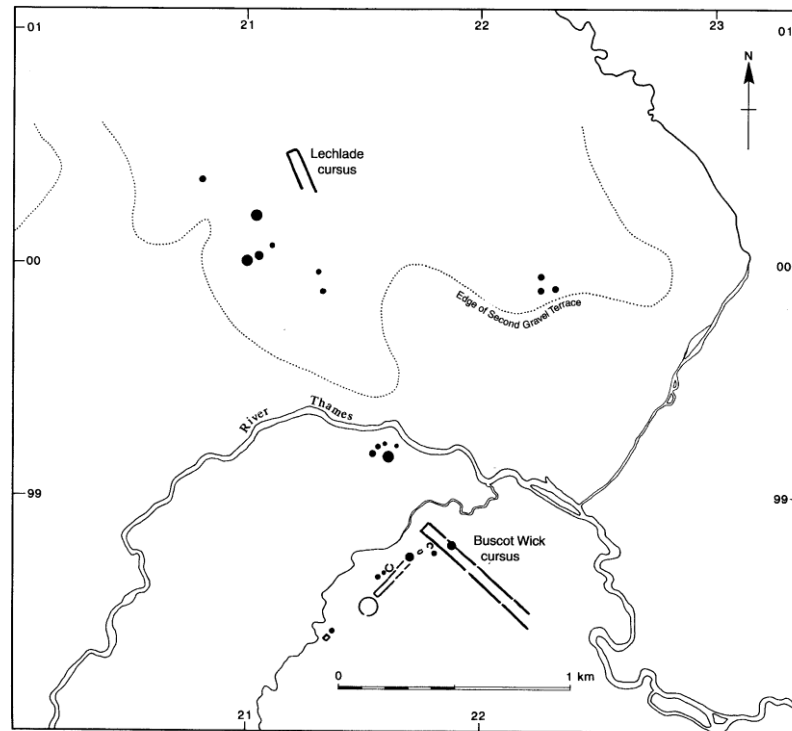 21
22
23
01
01
N
Lechlade
cursus
00
00
Edge of Second Gravel Terrace
River Thames
99
99
Buscot Wick
cursus
0
1 km
21
22